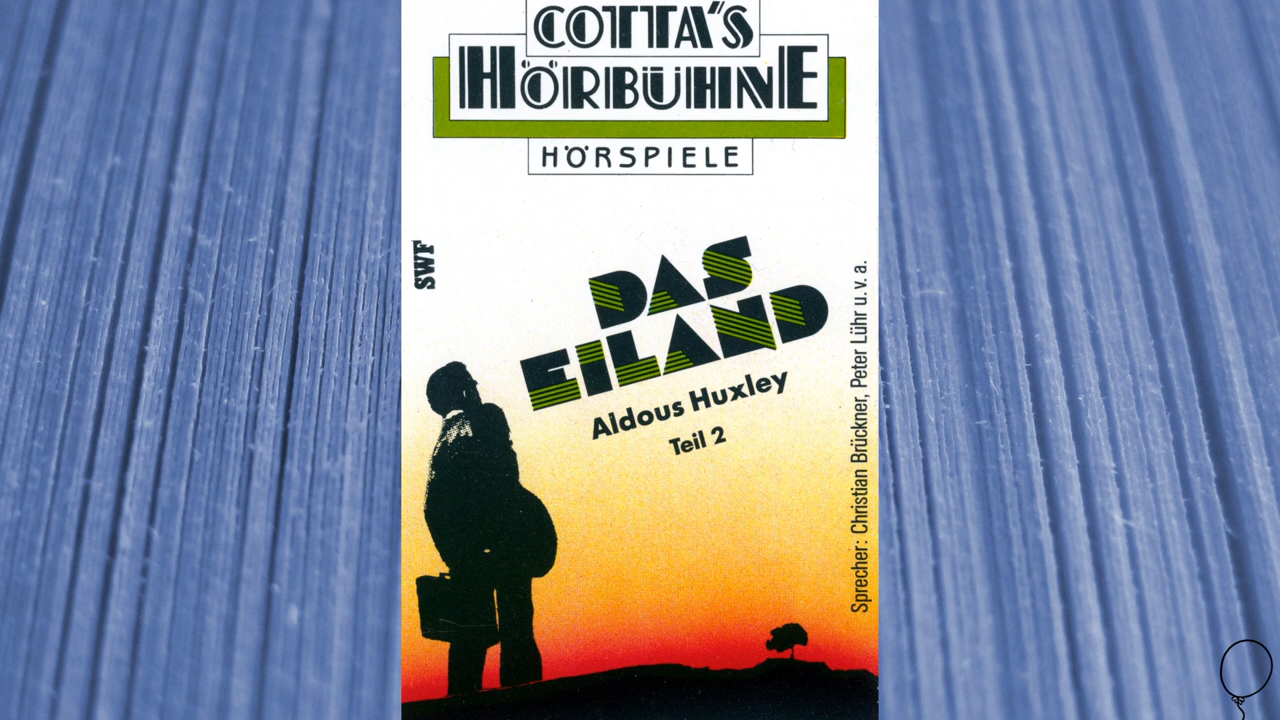 COTTA'S
HÖRBÜHNE
HÖRSPIELE
SWF
DAS
EILAND
Aldous Huxley
Teil 2
Sprecher: Christian Brückner, Peter Lühr u. v. a.